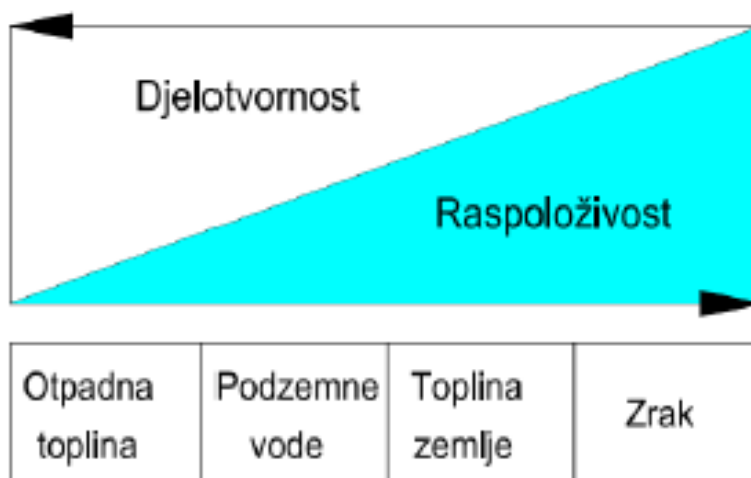 Djelotvornost
Raspoloživost
Otpadna
toplina
Podzemne
vode
Toplina
zemlje
Zrak